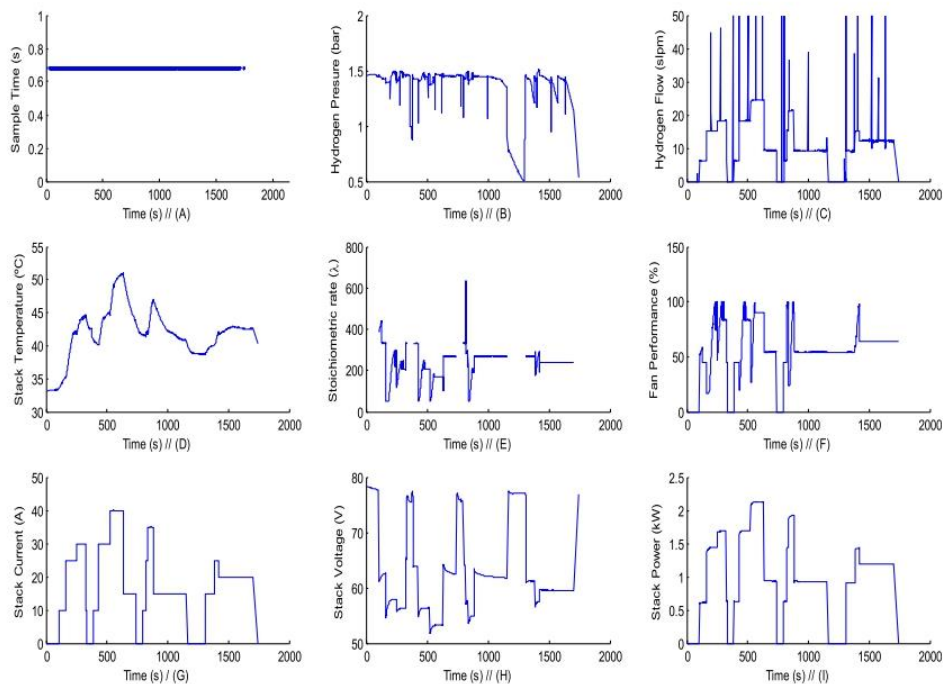 Sample Time (s)
1
0.8
0.6
0.4
0.2
0
0 500 1000 1500 2000
Time (s) // (A)
Hydrogen Presure (bar)
2
1.5
1
0.5
0 500 1000 1500 2000
Time (s) // (B)
Hydrogen Flow (slpm)
50
40
30
20
10
0
0 500 1000 1500 2000
Time (s) // (C)
Stack Temperature (ºC)
55
50
45
40
35
30
0 500 1000 1500 2000
Time (s) // (D)
Stoichiometric rate (λ)
800
600
400
200
0
0 500 1000 1500 2000
Time (s) // (E)
Fan Performance (%)
150
100
50
0
0 500 1000 1500 2000
Time (s) // (F)
Stack Current (A)
50
40
30
20
10
0
0 500 1000 1500 2000
Time (s) / (G)
Stack Voltage (V)
80
70
60
50
0 500 1000 1500 2000
Time (s) // (H)
Stack Power (kW)
2.5
2
1.5
1
0.5
0
0 500 1000 1500 2000
Time (s) // (I)